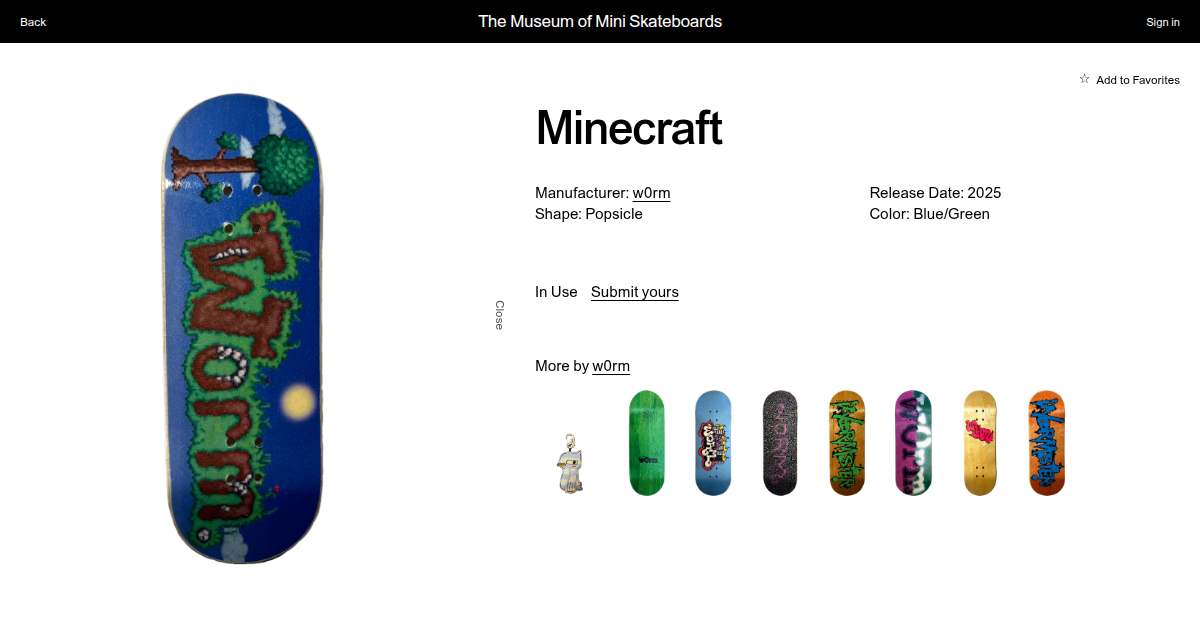 Back
The Museum of Mini Skateboards
Sign in
☆ Add to Favorites
Minecraft
Manufacturer: w0rm
Release Date: 2025
Shape: Popsicle
Color: Blue/Green
Worm
In Use Submit yours
Close
More by w0rm